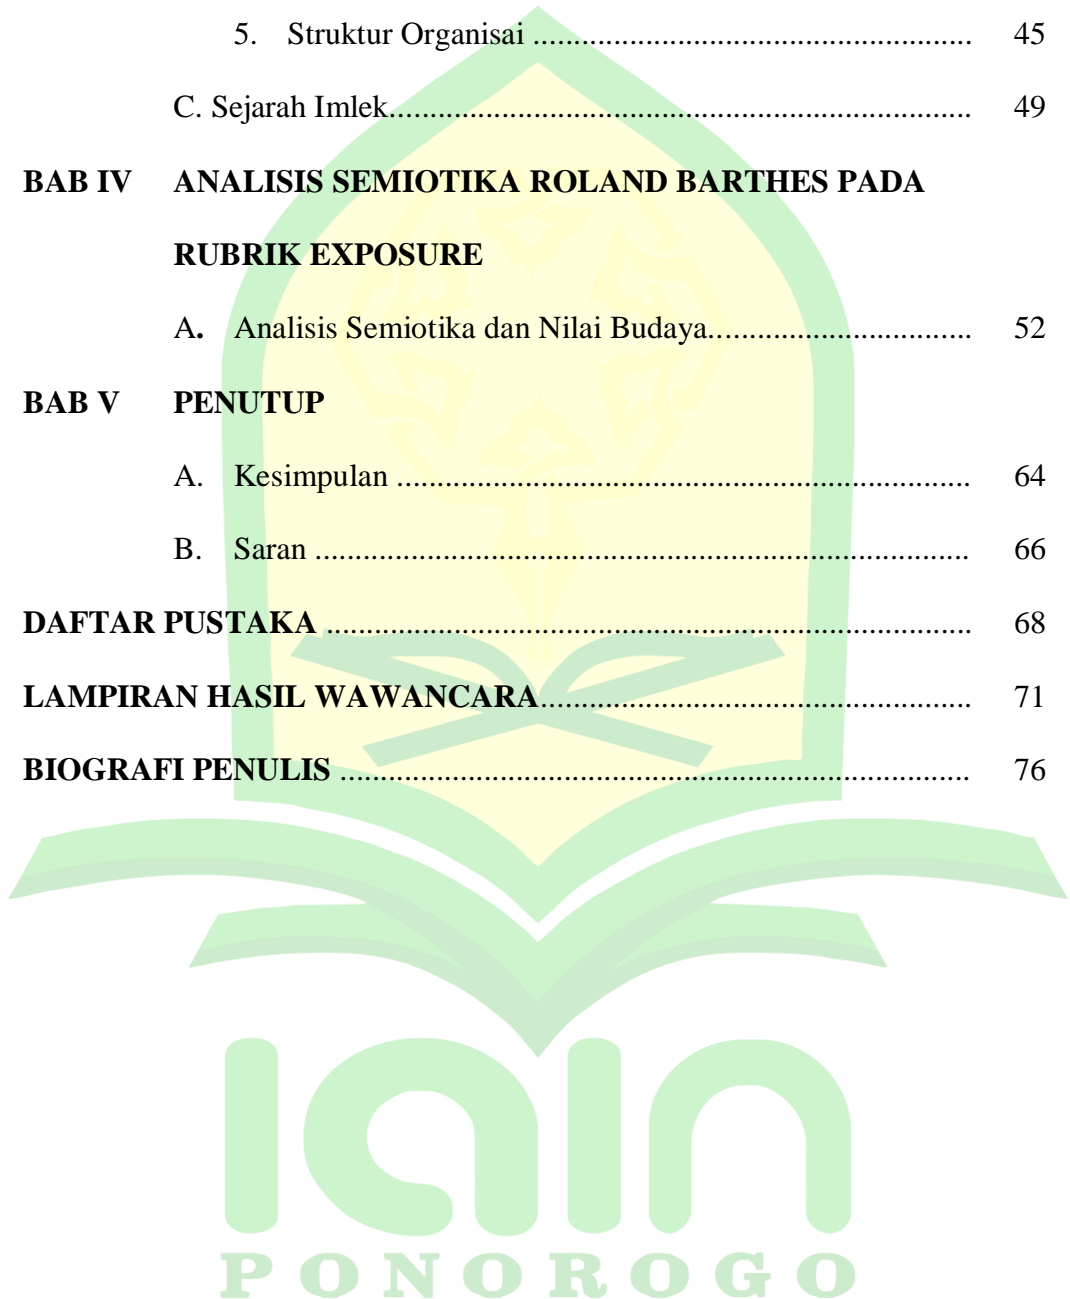 5. Struktur Organisai ....................................................... 45
C. Sejarah Imlek......................................................................... 49
BAB IV ANALISIS SEMIOTIKA ROLAND BARTHES PADA
RUBRIK EXPOSURE
A. Analisis Semiotika dan Nilai Budaya................................. 52
BAB V PENUTUP
A. Kesimpulan ........................................................................ 64
B. Saran .................................................................................. 66
DAFTAR PUSTAKA ................................................................................. 68
LAMPIRAN HASIL WAWANCARA...................................................... 71
BIOGRAFI PENULIS ............................................................................... 76
iain
PONOROGO